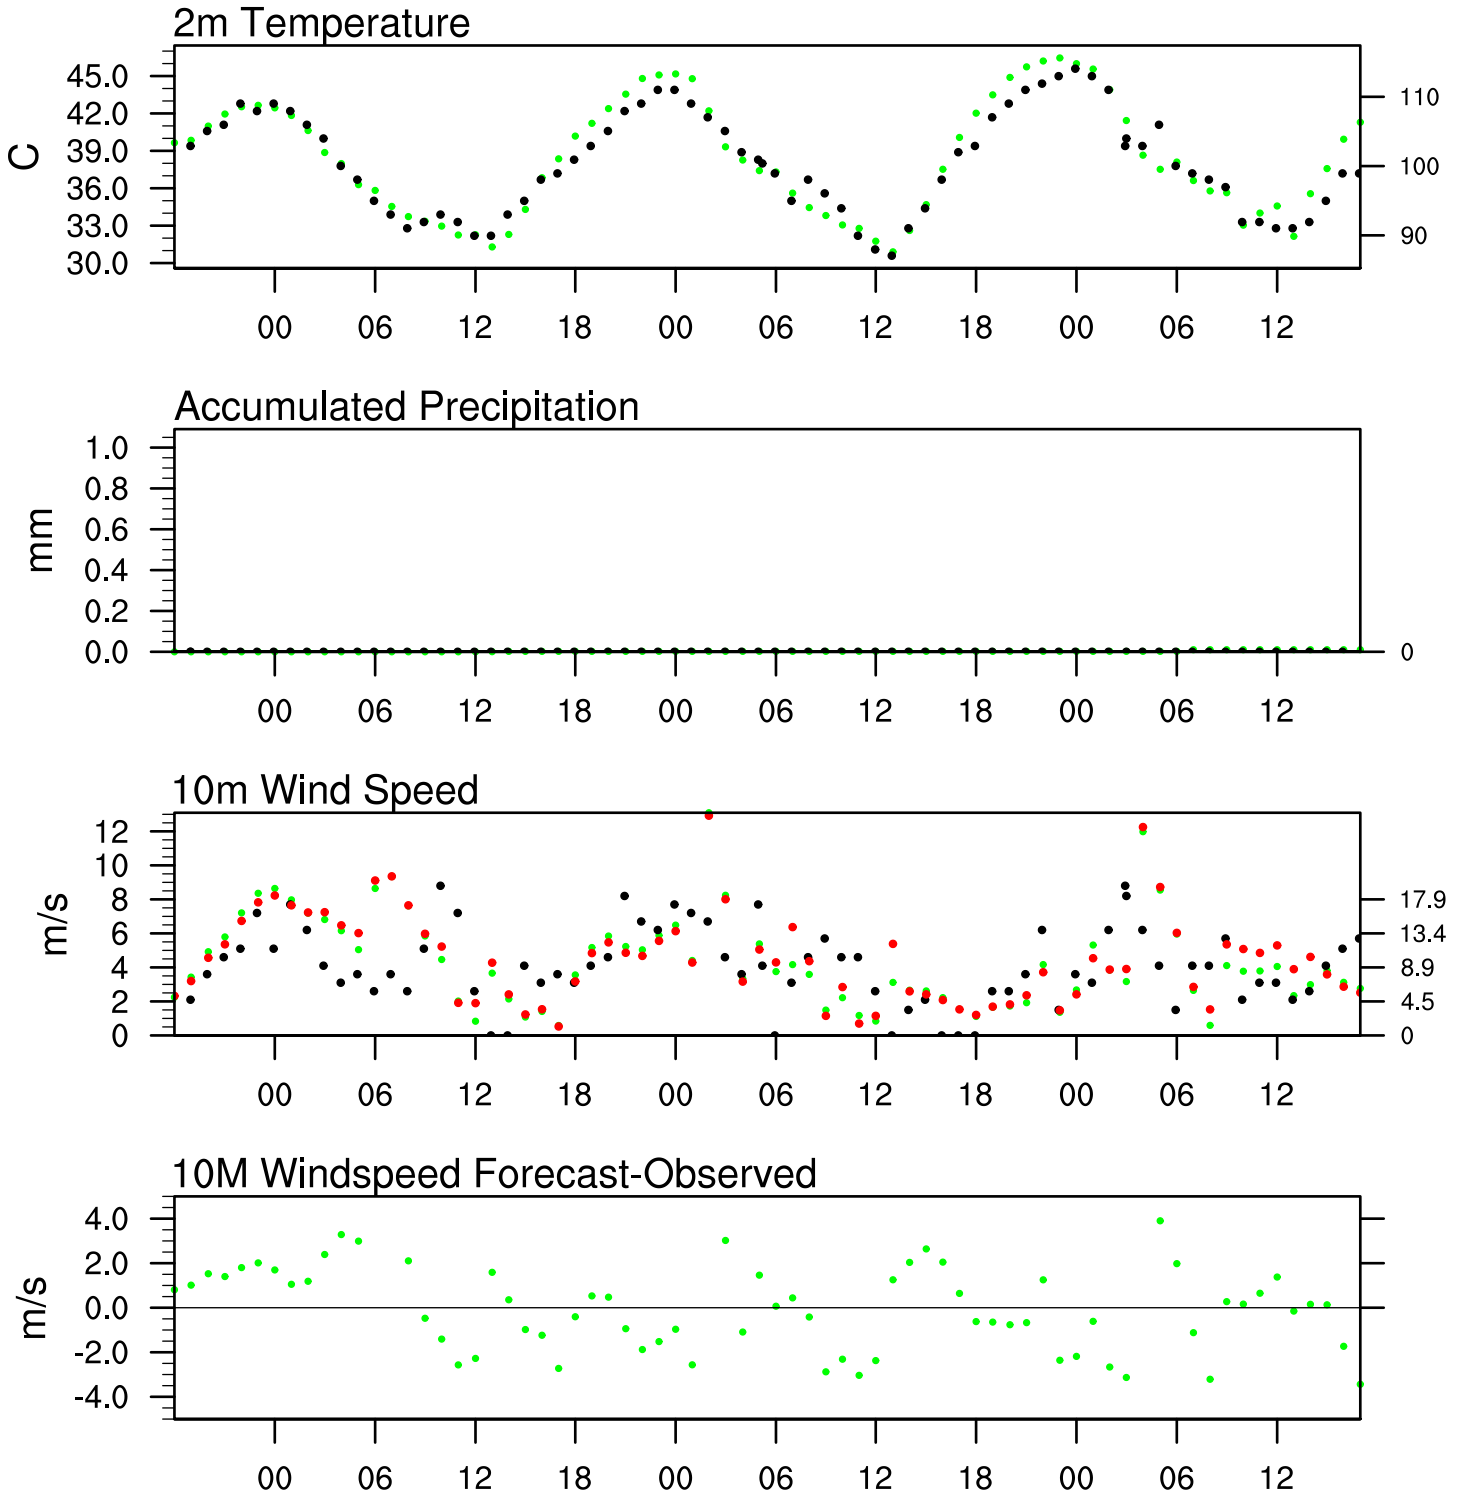 2m Temperature
45.0
42.0
39.0
36.0
33.0
30.0
C
110
100
90
00 06 12 18 00 06 12 18 00 06 12
Accumulated Precipitation
1.0
0.8
0.6
0.4
0.2
0.0
mm
0
00 06 12 18 00 06 12 18 00 06 12
10m Wind Speed
12
10
8
6
4
2
0
m/s
17.9
13.4
8.9
4.5
0
00 06 12 18 00 06 12 18 00 06 12
10M Windspeed Forecast-Observed
4.0
2.0
0.0
-2.0
-4.0
m/s
00 06 12 18 00 06 12 18 00 06 12